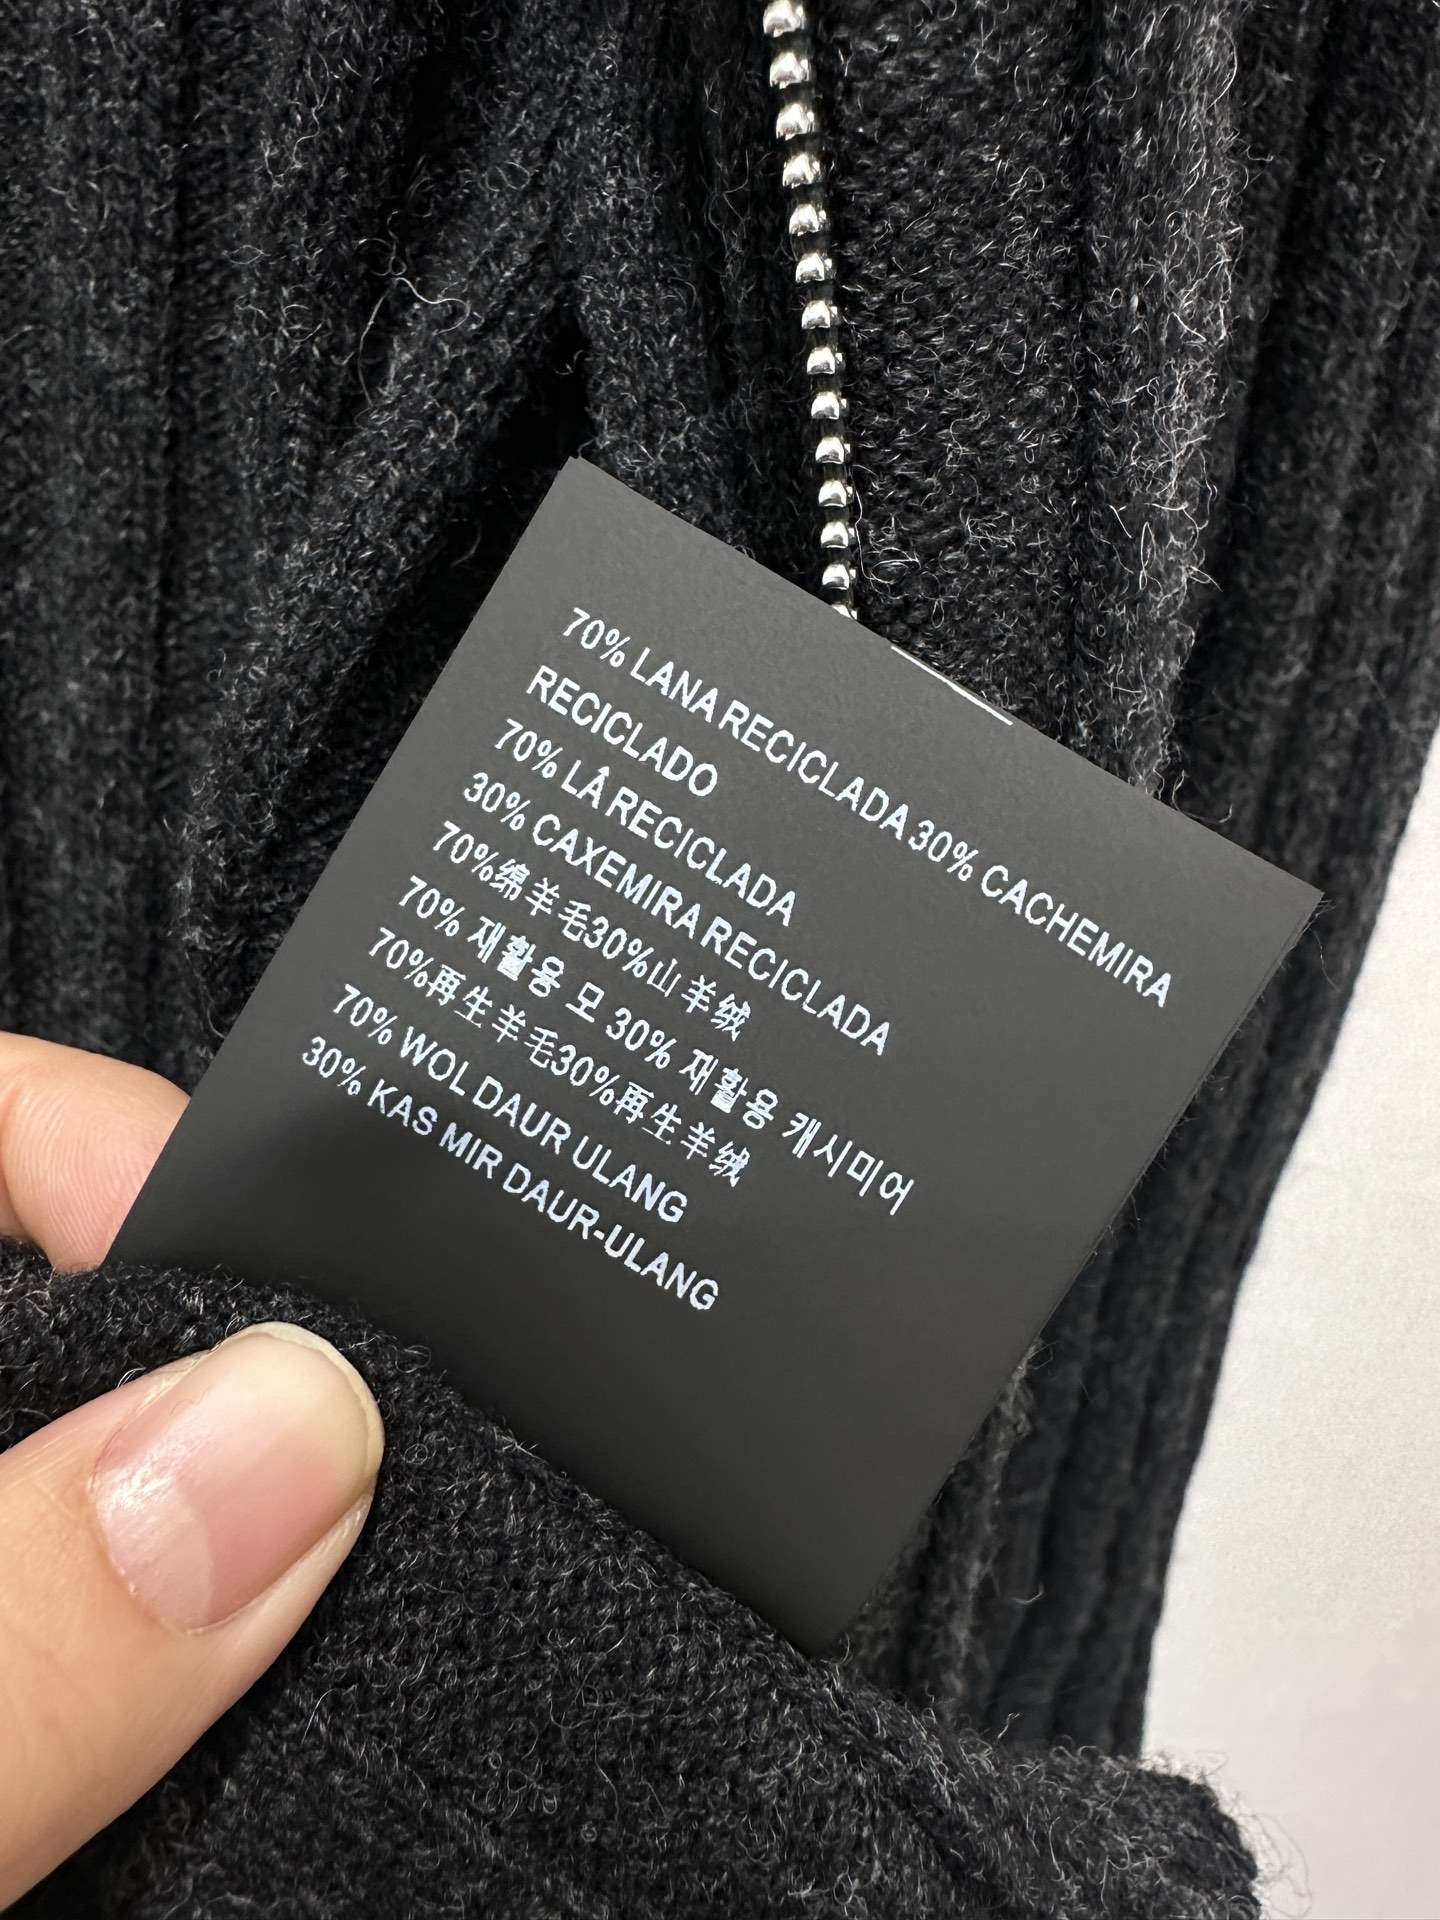 70% LANA RECICLADA 30% CACHEMIRA
RECICLADO
70% LÂ RECICLADA
30% CAXEMIRA RECICLADA
70%绵羊毛30%山羊绒
70% 재활용 모 30% 재활용 캐시미어
70%再生羊毛30%再生羊绒
70% WOL DAUR ULANG
30% KAS MIR DAUR-ULANG